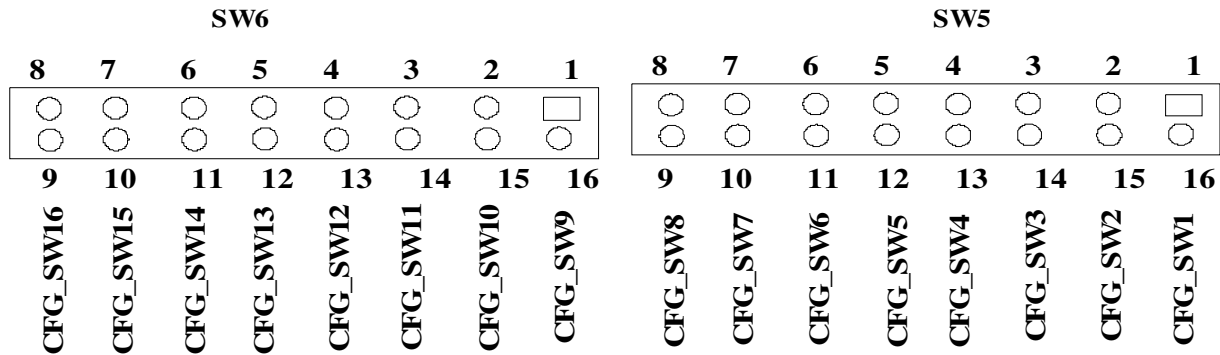 SW6
8 7 6 5 4 3 2 1
9 10 11 12 13 14 15 16
CFG_SW16
CFG_SW15
CFG_SW14
CFG_SW13
CFG_SW12
CFG_SW11
CFG_SW10
CFG_SW9
SW5
8 7 6 5 4 3 2 1
9 10 11 12 13 14 15 16
CFG_SW8
CFG_SW7
CFG_SW6
CFG_SW5
CFG_SW4
CFG_SW3
CFG_SW2
CFG_SW1